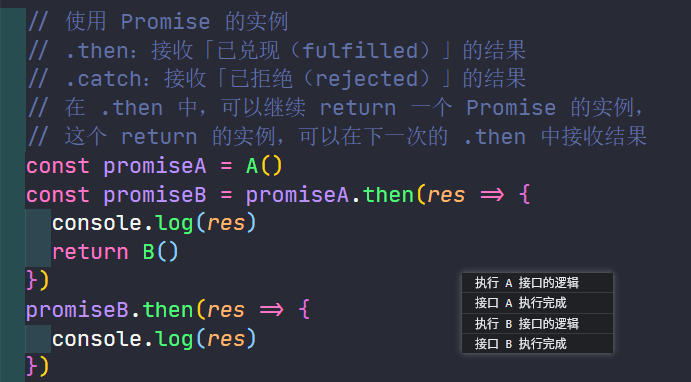 // 使用 Promise 的实例
// .then：接收「已兑现（fulfilled）」的结果
// .catch：接收「已拒绝（rejected）」的结果
// 在 .then 中，可以继续 return 一个 Promise 的实例，
// 这个 return 的实例，可以在下一次的 .then 中接收结果
const promiseA = A()
const promiseB = promiseA.then(res => {
  console.log(res)
  return B()
})
promiseB.then(res => {
  console.log(res)
})
执行 A 接口的逻辑
接口 A 执行完成
执行 B 接口的逻辑
接口 B 执行完成